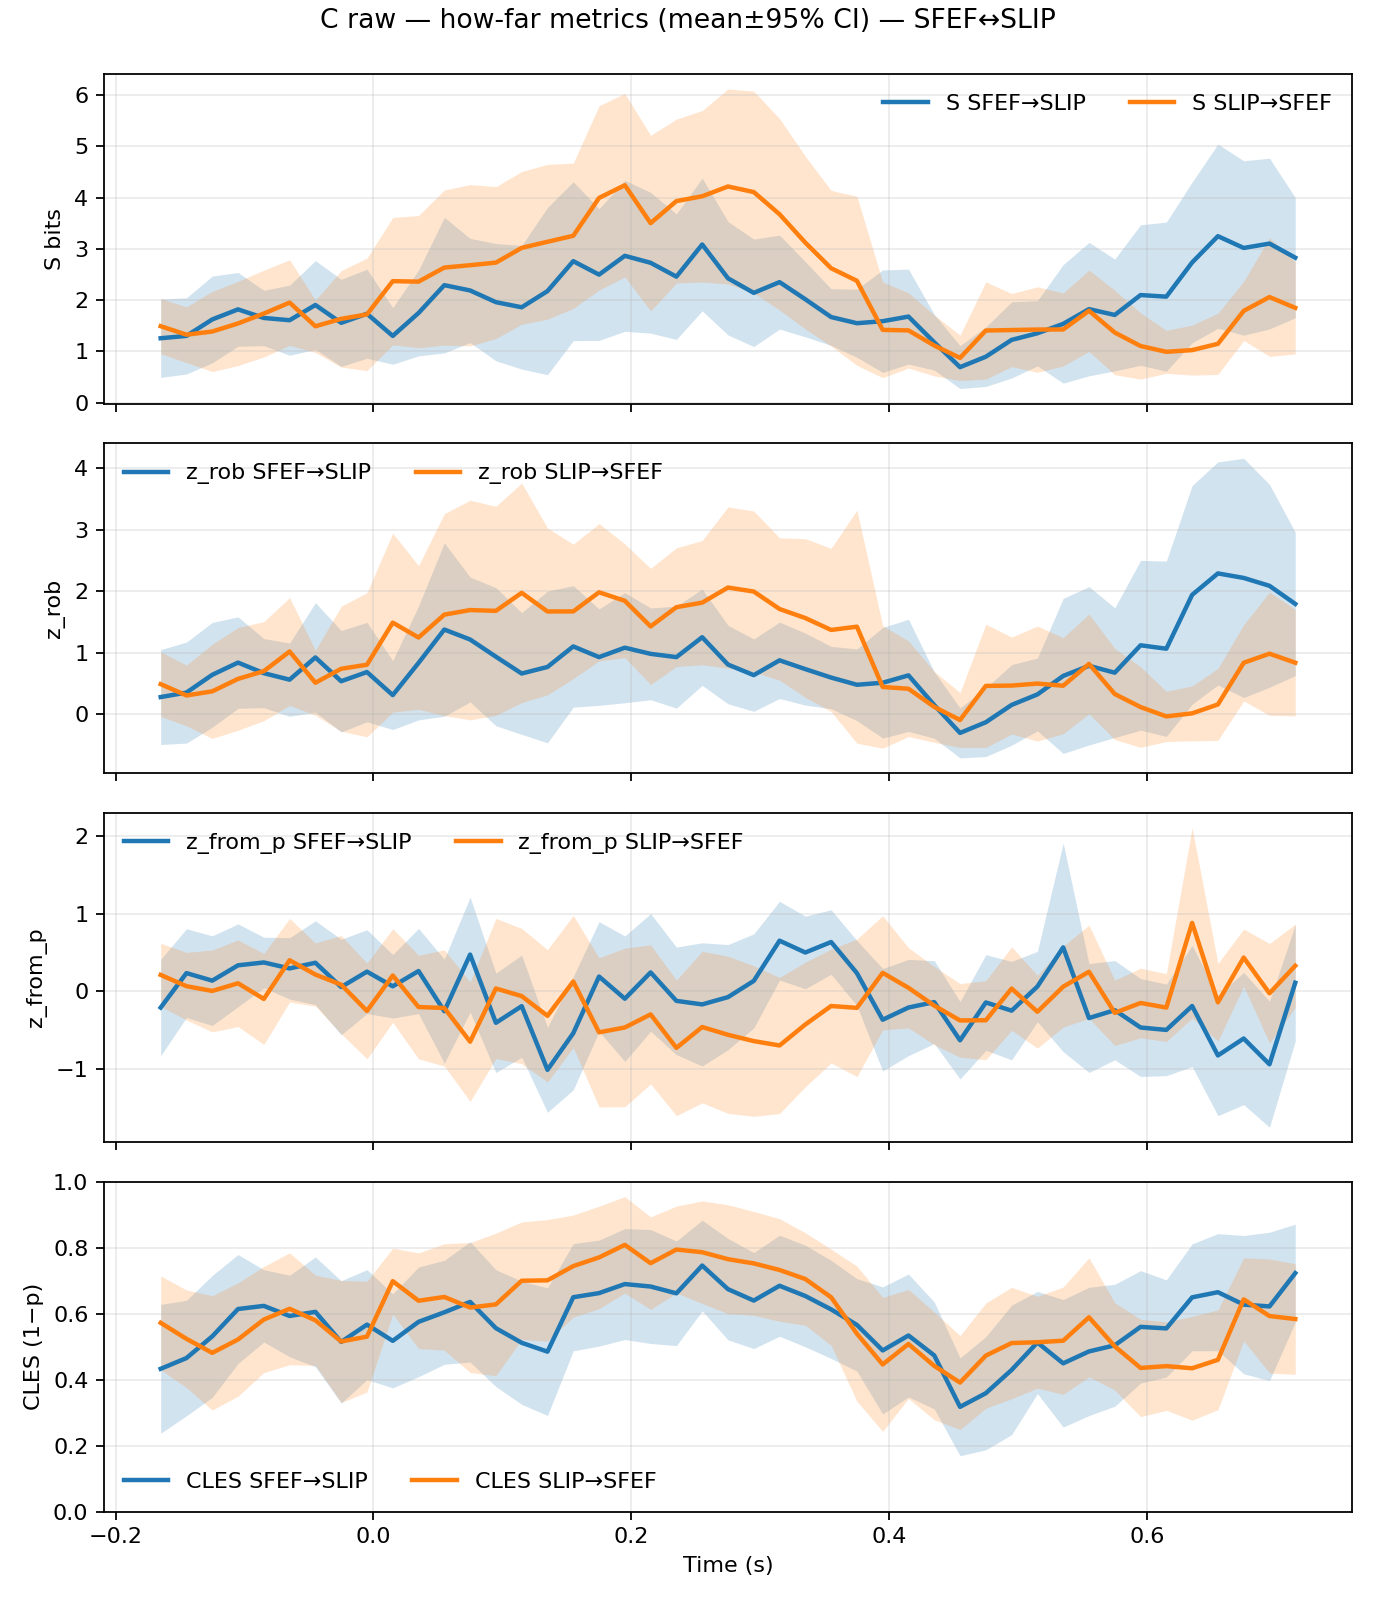 C raw — how-far metrics (mean±95% CI) — SFEF↔SLIP
S bits
6
5
4
3
2
1
0
S SFEF→SLIP
S SLIP→SFEF
z_rob
4
3
2
1
0
z_rob SFEF→SLIP
z_rob SLIP→SFEF
z_from_p
2
1
0
−1
z_from_p SFEF→SLIP
z_from_p SLIP→SFEF
CLES (1−p)
1.0
0.8
0.6
0.4
0.2
0.0
CLES SFEF→SLIP
CLES SLIP→SFEF
−0.2
0.0
0.2
0.4
0.6
Time (s)